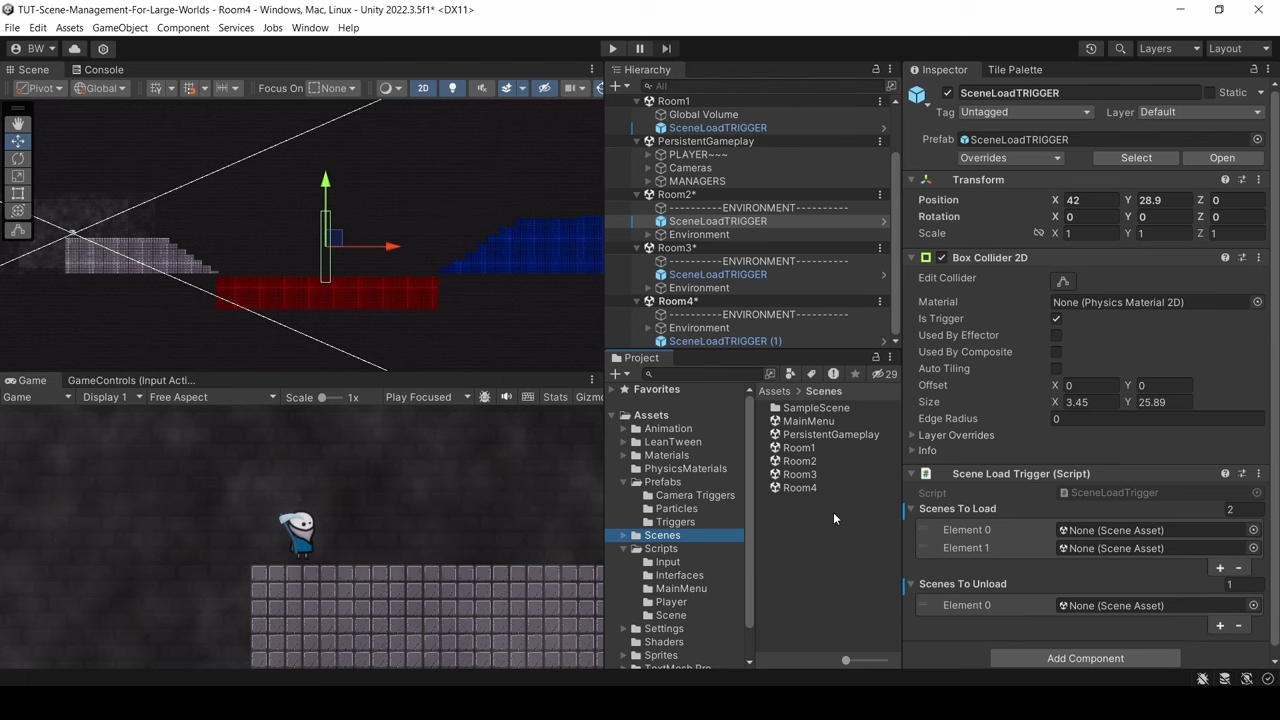 TUT-Scene-Management-For-Large-Worlds - Room4 - Windows, Mac, Linux - Unity 2022.3.5f1* <DX11>
File Edit Assets GameObject Component Services Jobs Window Help
BW Layers Layout
Scene Console
Pivot Global Focus On None 2D
Hierarchy
All
Room1
Global Volume
SceneLoadTRIGGER
PersistentGameplay
PLAYER~~~
Cameras
MANAGERS
Room2*
----------ENVIRONMENT----------
SceneLoadTRIGGER
Environment
Room3*
----------ENVIRONMENT----------
SceneLoadTRIGGER
Environment
Room4*
----------ENVIRONMENT----------
Environment
SceneLoadTRIGGER (1)
Game GameControls (Input Acti...
Game Display 1 Free Aspect Scale 1x Play Focused Stats Gizmo
Project
29
Favorites
Assets
Animation
LeanTween
Materials
PhysicsMaterials
Prefabs
Camera Triggers
Particles
Triggers
Scenes
Scripts
Input
Interfaces
MainMenu
Player
Scene
Settings
Shaders
Sprites
TextMesh Pro
Assets > Scenes
SampleScene
MainMenu
PersistentGameplay
Room1
Room2
Room3
Room4
Inspector Tile Palette
SceneLoadTRIGGER Static
Tag Untagged Layer Default
Prefab SceneLoadTRIGGER
Overrides Select Open
Transform
Position X 42 Y 28.9 Z 0
Rotation X 0 Y 0 Z 0
Scale X 1 Y 1 Z 1
Box Collider 2D
Edit Collider
Material None (Physics Material 2D)
Is Trigger
Used By Effector
Used By Composite
Auto Tiling
Offset X 0 Y 0
Size X 3.45 Y 25.89
Edge Radius 0
Layer Overrides
Info
Scene Load Trigger (Script)
Script SceneLoadTrigger
Scenes To Load 2
Element 0 None (Scene Asset)
Element 1 None (Scene Asset)
+ -
Scenes To Unload 1
Element 0 None (Scene Asset)
+ -
Add Component